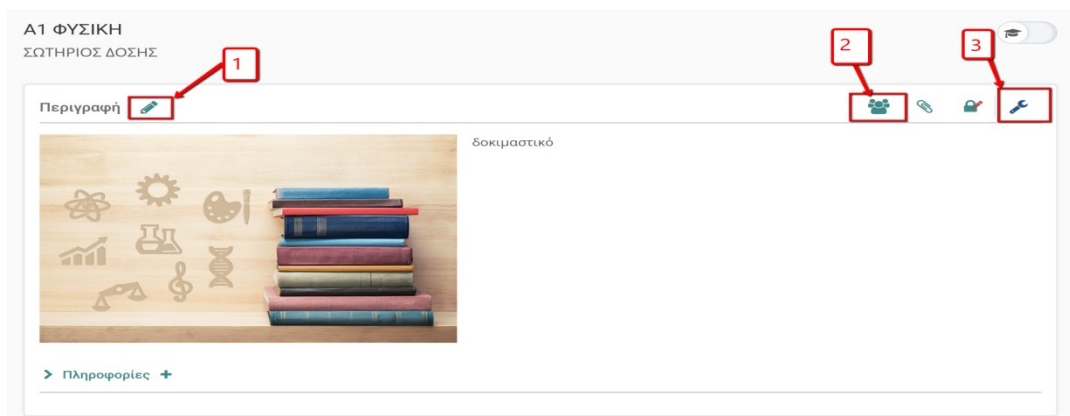 Α1 ΦΥΣΙΚΗ
ΣΩΤΗΡΙΟΣ ΔΟΣΗΣ
1
2
3
Περιγραφή
δοκιμαστικό
Πληροφορίες +